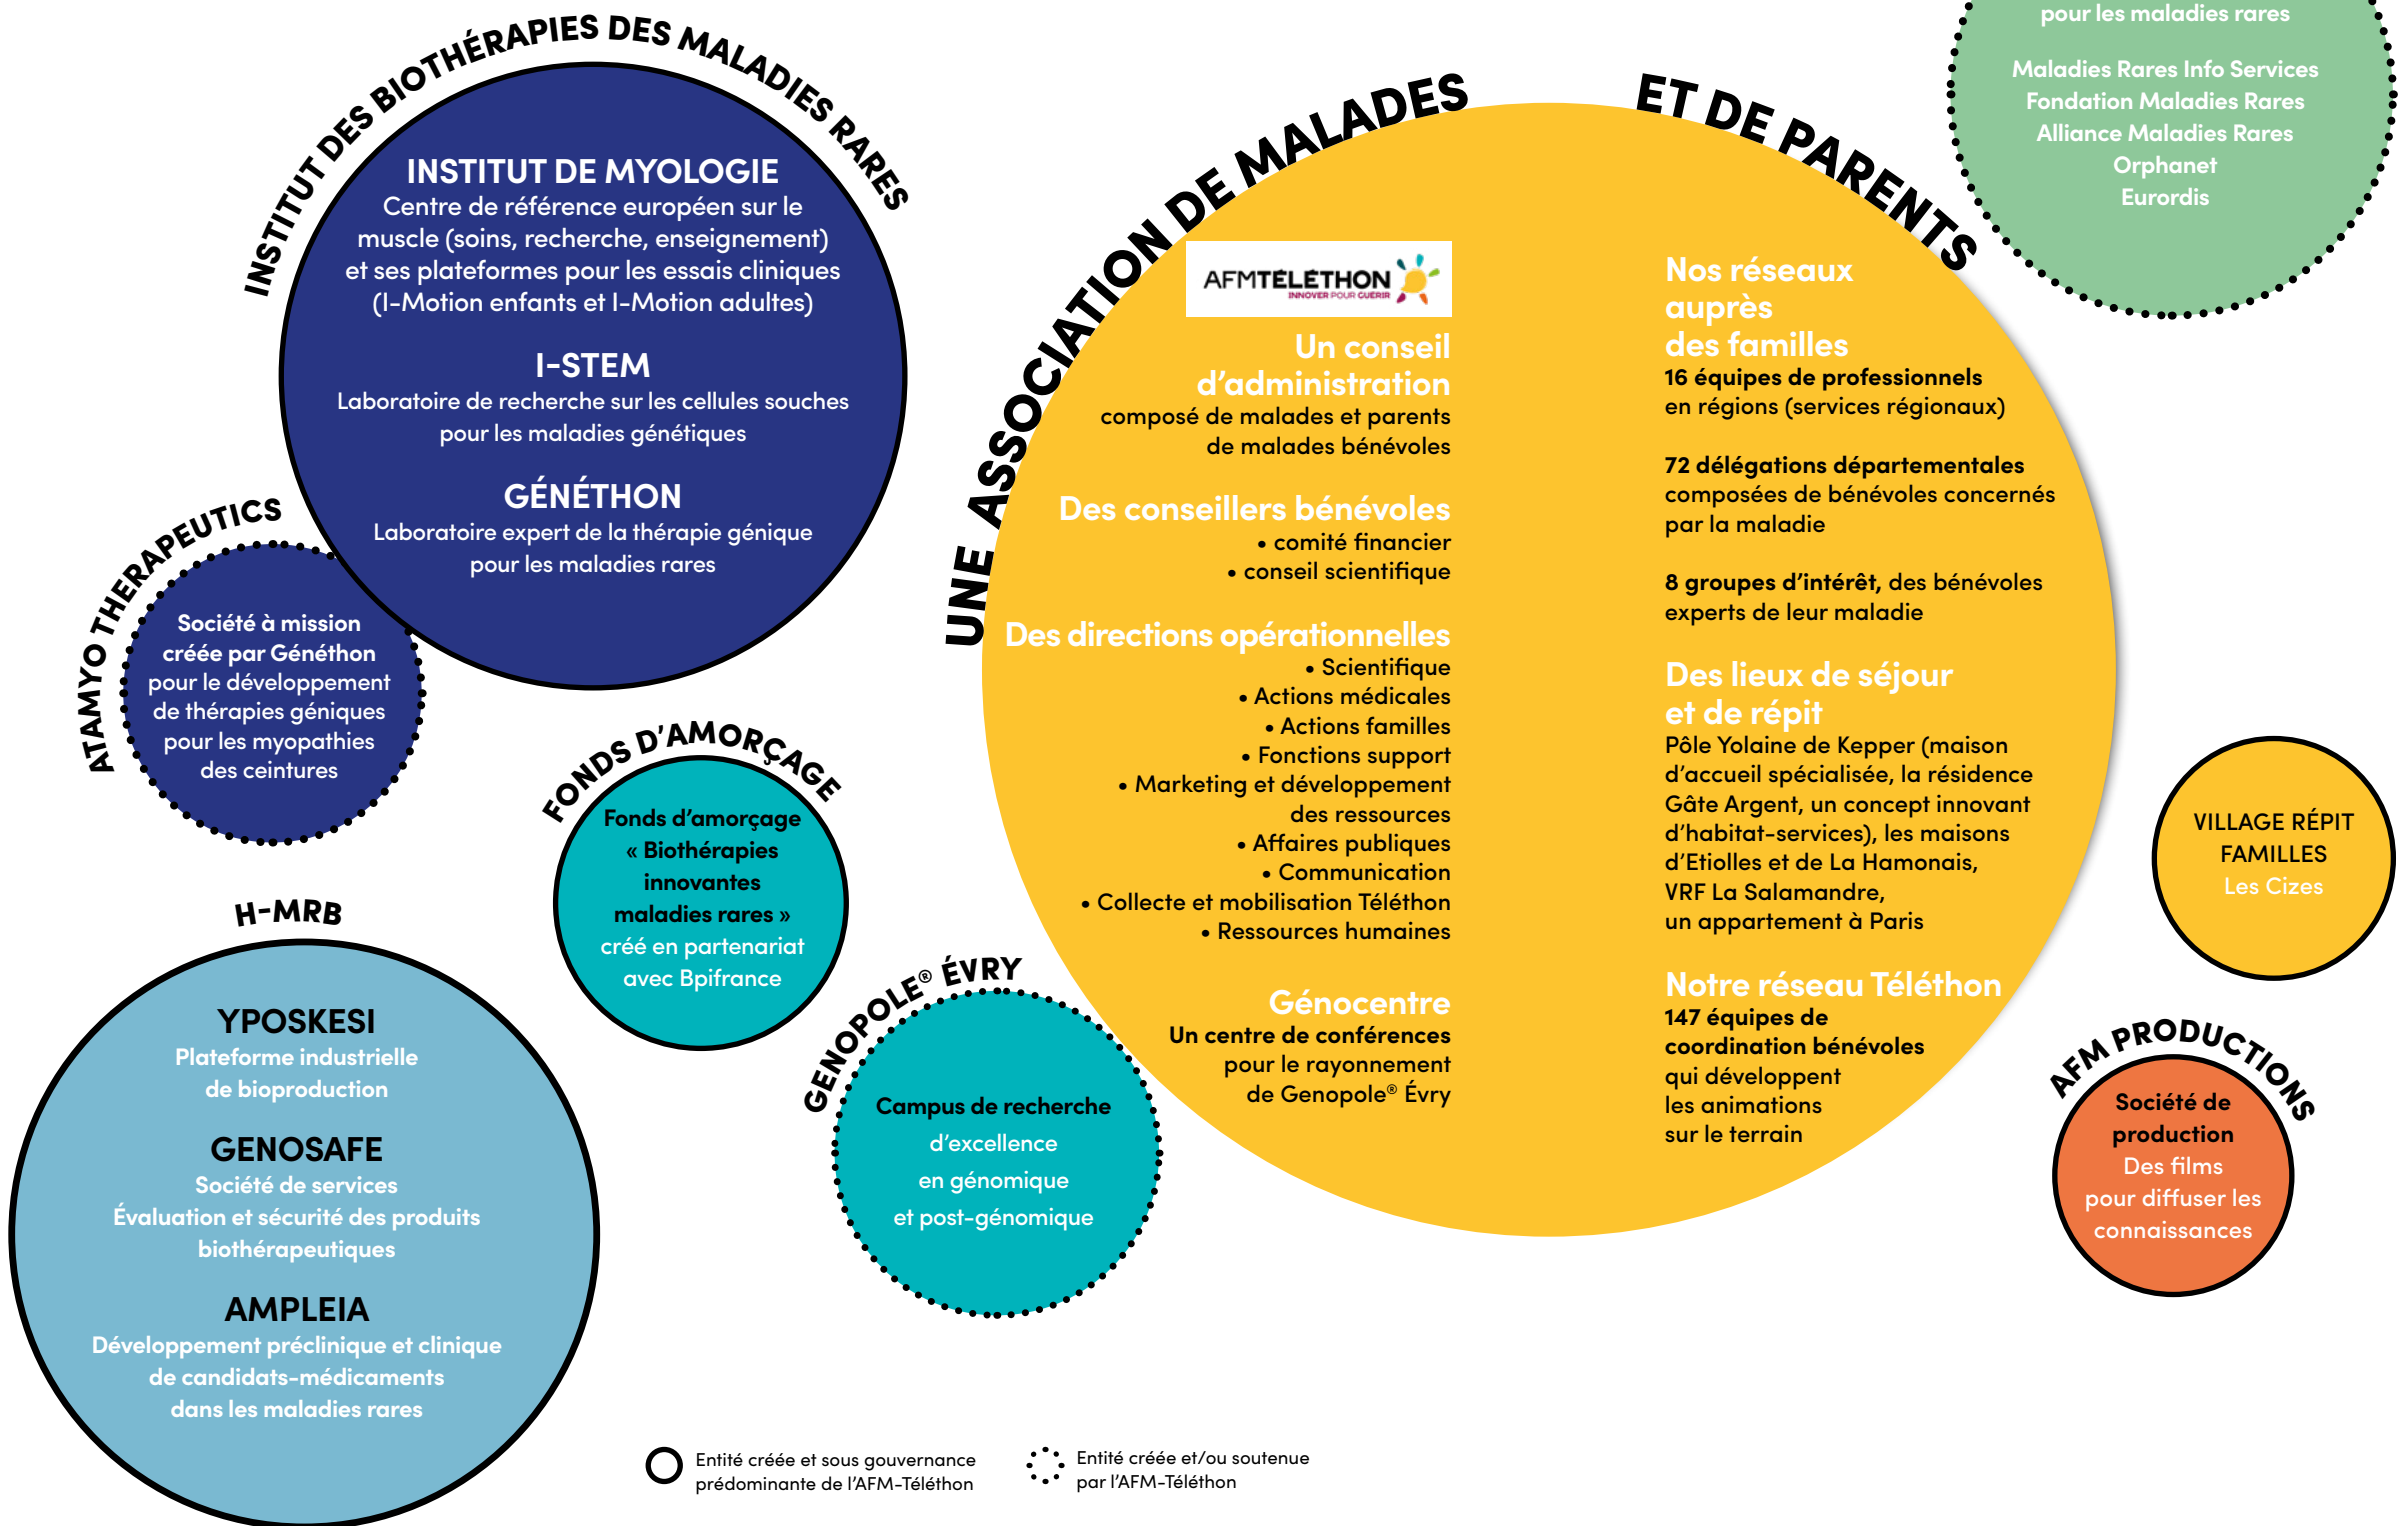 INSTITUT DES BIOTHÉRAPIES DES MALADIES RARES
INSTITUT DE MYOLOGIE
Centre de référence européen sur le
muscle (soins, recherche, enseignement)
et ses plateformes pour les essais cliniques
(I-Motion enfants et I-Motion adultes)
I-STEM
Laboratoire de recherche sur les cellules souches
pour les maladies génétiques
GÉNÉTHON
Laboratoire expert de la thérapie génique
pour les maladies rares
ATAMYO THERAPEUTICS
Société à mission
créée par Généthon
pour le développement
de thérapies géniques
pour les myopathies
des ceintures
FONDS D'AMORÇAGE
Fonds d'amorçage
« Biothérapies
innovantes
maladies rares »
créé en partenariat
avec Bpifrance
H-MRB
YPOSKESI
Plateforme industrielle
de bioproduction
GENOSAFE
Société de services
Évaluation et sécurité des produits
biothérapeutiques
AMPLEIA
Développement préclinique et clinique
de candidats-médicaments
dans les maladies rares
GENOPOLE® ÉVRY
Campus de recherche
d'excellence
en génomique
et post-génomique
UNE ASSOCIATION DE MALADES ET DE PARENTS
AFMTÉLÉTHON
INNOVER POUR GUÉRIR
Un conseil
d'administration
composé de malades et parents
de malades bénévoles
Des conseillers bénévoles
• comité financier
• conseil scientifique
Des directions opérationnelles
• Scientifique
• Actions médicales
• Actions familles
• Fonctions support
• Marketing et développement
des ressources
• Affaires publiques
• Communication
• Collecte et mobilisation Téléthon
• Ressources humaines
Génocentre
Un centre de conférences
pour le rayonnement
de Genopole® Évry
Nos réseaux
auprès
des familles
16 équipes de professionnels
en régions (services régionaux)
72 délégations départementales
composées de bénévoles concernés
par la maladie
8 groupes d'intérêt, des bénévoles
experts de leur maladie
Des lieux de séjour
et de répit
Pôle Yolaine de Kepper (maison
d'accueil spécialisée, la résidence
Gâte Argent, un concept innovant
d'habitat-services), les maisons
d'Etiolles et de La Hamonais,
VRF La Salamandre,
un appartement à Paris
Notre réseau Téléthon
147 équipes de
coordination bénévoles
qui développent
les animations
sur le terrain
pour les maladies rares
Maladies Rares Info Services
Fondation Maladies Rares
Alliance Maladies Rares
Orphanet
Eurordis
VILLAGE RÉPIT
FAMILLES
Les Cizes
AFM PRODUCTIONS
Société de
production
Des films
pour diffuser les
connaissances
Entité créée et sous gouvernance
prédominante de l'AFM-Téléthon
Entité créée et/ou soutenue
par l'AFM-Téléthon